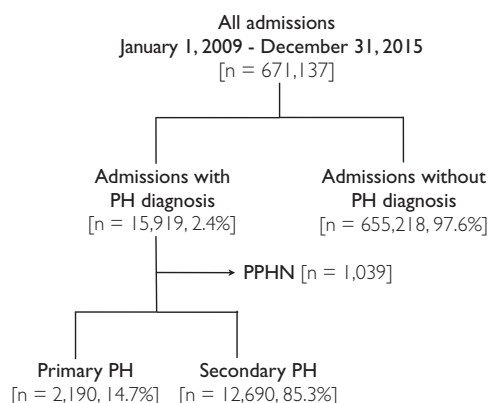 All admissions
January 1, 2009 - December 31, 2015
[n = 671,137]
Admissions with
PH diagnosis
[n = 15,919, 2.4%]
Admissions without
PH diagnosis
[n = 655,218, 97.6%]
PPHN [n = 1,039]
Primary PH
[n = 2,190, 14.7%]
Secondary PH
[n = 12,690, 85.3%]